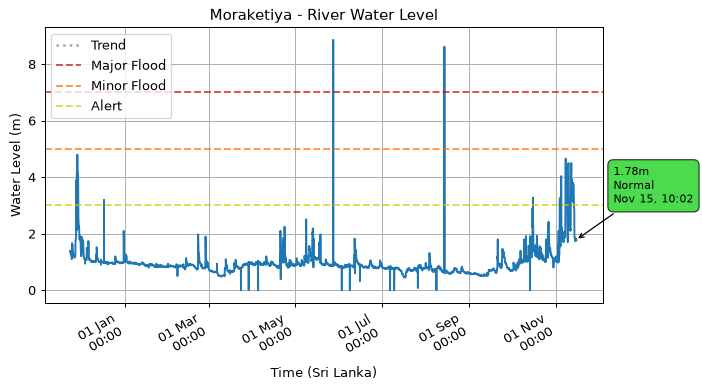 Moraketiya - River Water Level
Trend
Major Flood
Minor Flood
Alert
Water Level (m)
8
6
4
2
0
1.78m
Normal
Nov 15, 10:02
01 Jan
00:00
01 Mar
00:00
01 May
00:00
01 Jul
00:00
01 Sep
00:00
01 Nov
00:00
Time (Sri Lanka)